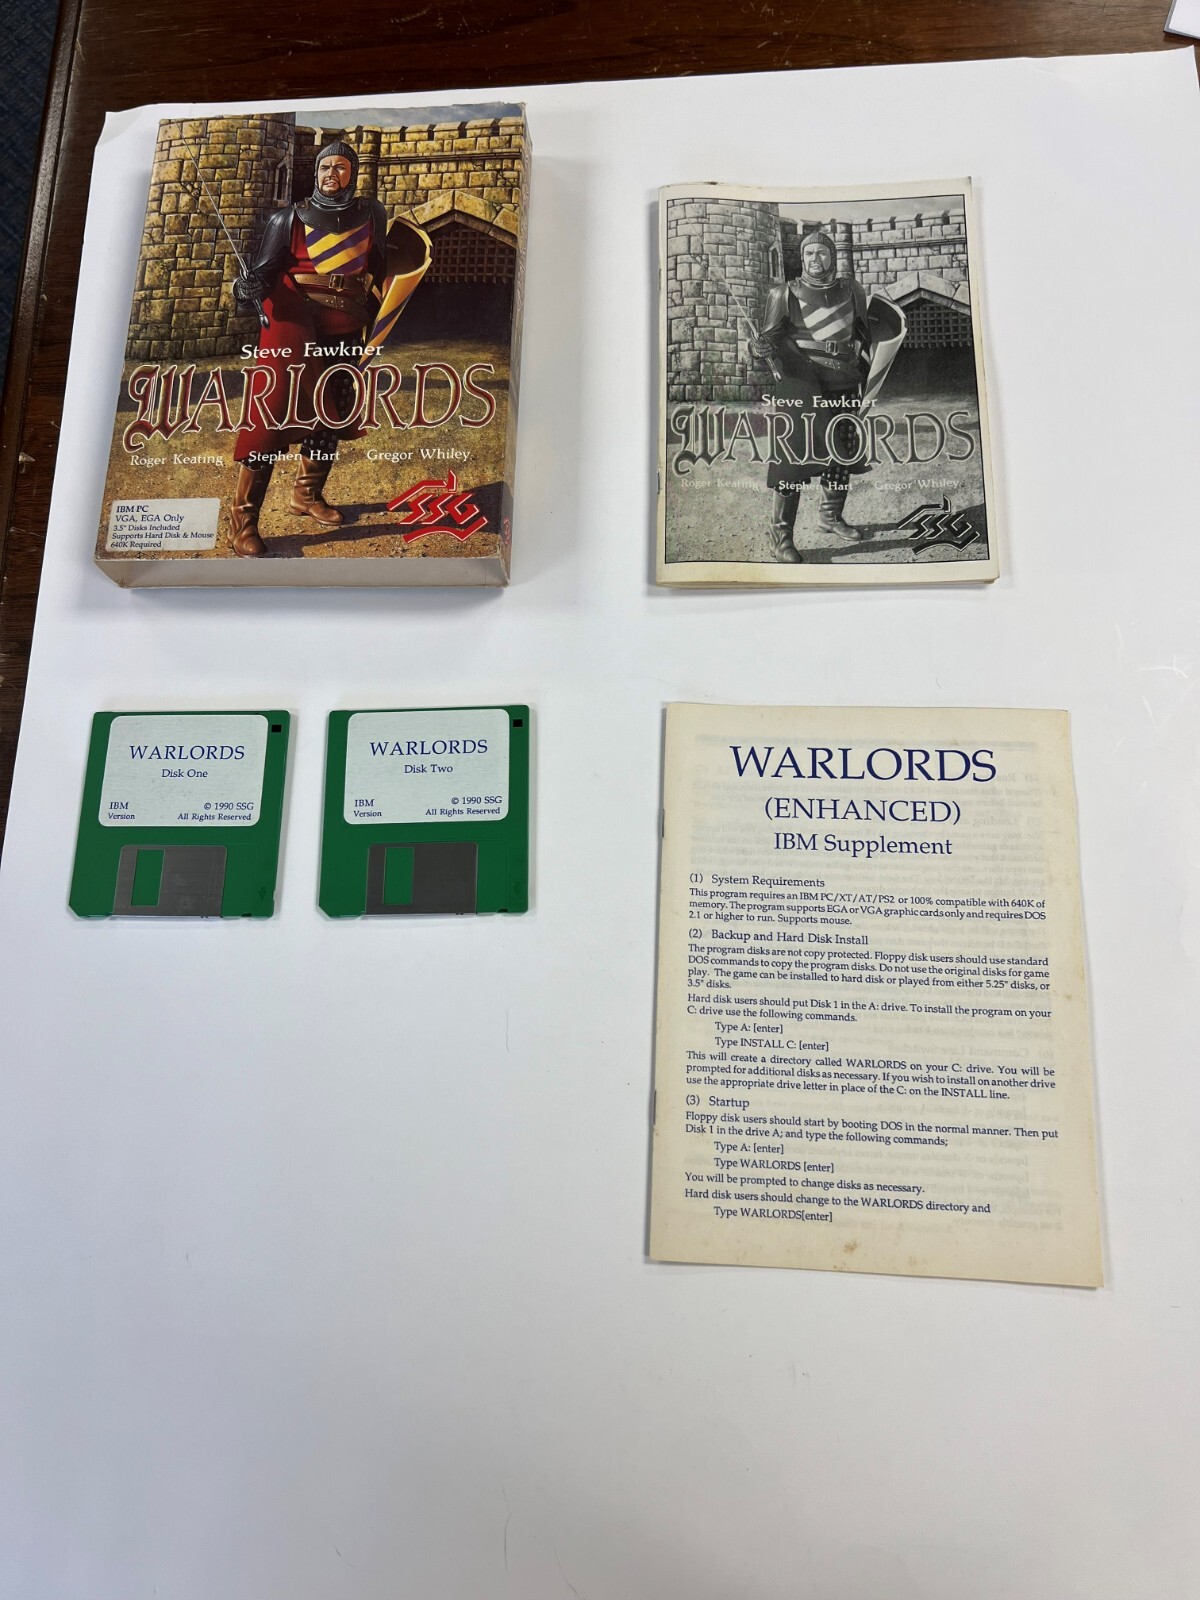 Steve Fawkner
WARLORDS
Roger Keating Stephen Hart Gregor Whiley
IBM PC
VGA, EGA Only
3.5" Disks Included
Supports Hard Disk & Mouse
640K Required
SSG
Steve Fawkner
WARLORDS
Roger Keating Stephen Hart Gregor Whiley
SSG
WARLORDS
Disk One
IBM
Version
© 1990 SSG
All Rights Reserved
WARLORDS
Disk Two
IBM
Version
© 1990 SSG
All Rights Reserved
WARLORDS
(ENHANCED)
IBM Supplement
(1) System Requirements
This program requires an IBM PC/XT/AT/PS2 or 100% compatible with 640K of
memory. The program supports EGA or VGA graphic cards only and requires DOS
2.1 or higher to run. Supports mouse.
(2) Backup and Hard Disk Install
The program disks are not copy protected. Floppy disk users should use standard
DOS commands to copy the program disks. Do not use the original disks for game
play. The game can be installed to hard disk or played from either 5.25" disks, or
3.5" disks.
Hard disk users should put Disk 1 in the A: drive. To install the program on your
C: drive use the following commands.
Type A: [enter]
Type INSTALL C: [enter]
This will create a directory called WARLORDS on your C: drive. You will be
prompted for additional disks as necessary. If you wish to install on another drive
use the appropriate drive letter in place of the C: on the INSTALL line.
(3) Startup
Floppy disk users should start by booting DOS in the normal manner. Then put
Disk 1 in the drive A; and type the following commands;
Type A: [enter]
Type WARLORDS [enter]
You will be prompted to change disks as necessary.
Hard disk users should change to the WARLORDS directory and
Type WARLORDS[enter]